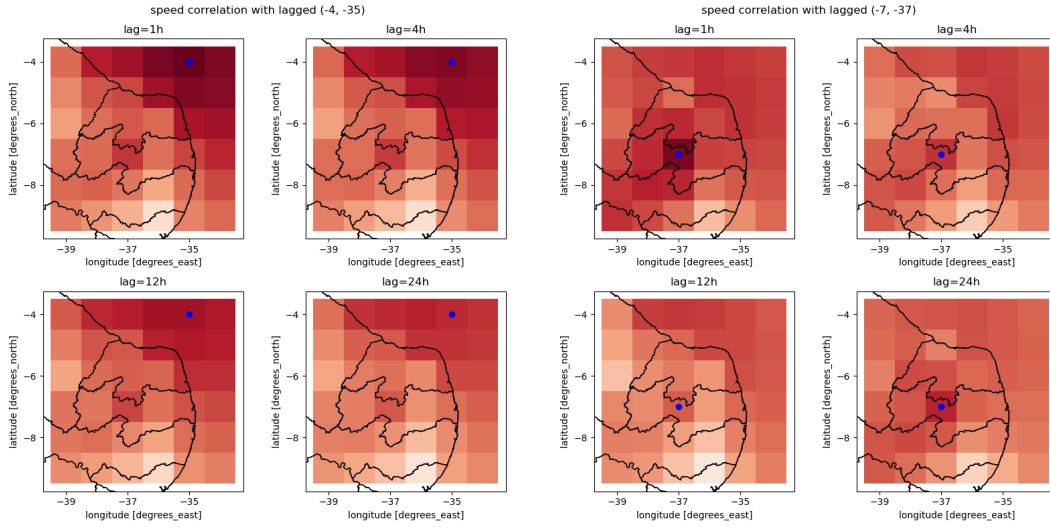 speed correlation with lagged (-4, -35)
lag=1h
lag=4h
latitude [degrees_north]
−4
−6
−8
−39
−37
−35
longitude [degrees_east]
latitude [degrees_north]
−4
−6
−8
−39
−37
−35
longitude [degrees_east]
lag=12h
lag=24h
latitude [degrees_north]
−4
−6
−8
−39
−37
−35
longitude [degrees_east]
latitude [degrees_north]
−4
−6
−8
−39
−37
−35
longitude [degrees_east]
speed correlation with lagged (-7, -37)
lag=1h
lag=4h
latitude [degrees_north]
−4
−6
−8
−39
−37
−35
longitude [degrees_east]
latitude [degrees_north]
−4
−6
−8
−39
−37
−35
longitude [degrees_east]
lag=12h
lag=24h
latitude [degrees_north]
−4
−6
−8
−39
−37
−35
longitude [degrees_east]
latitude [degrees_north]
−4
−6
−8
−39
−37
−35
longitude [degrees_east]